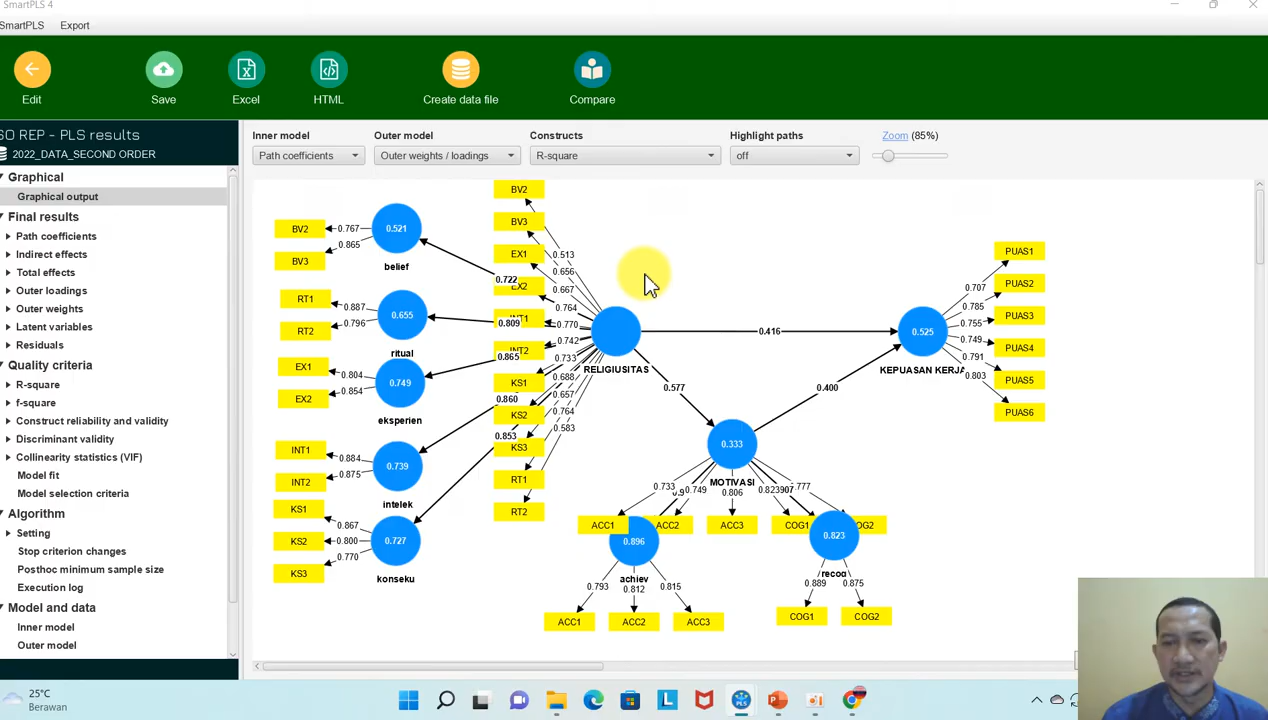 SmartPLS 4
SmartPLS Export
Edit Save Excel HTML Create data file Compare
SO REP - PLS results
2022_DATA_SECOND ORDER
Graphical
Graphical output
Final results
Path coefficients
Indirect effects
Total effects
Outer loadings
Outer weights
Latent variables
Residuals
Quality criteria
R-square
f-square
Construct reliability and validity
Discriminant validity
Collinearity statistics (VIF)
Model fit
Model selection criteria
Algorithm
Setting
Stop criterion changes
Posthoc minimum sample size
Execution log
Model and data
Inner model
Outer model
Inner model Outer model Constructs Highlight paths Zoom (85%)
Path coefficients Outer weights / loadings R-square off
BV2 0.767
BV3 0.865
0.521
belief
RT1 0.887
RT2 0.796
0.655
ritual
EX1 0.804
EX2 0.854
0.749
eksperien
INT1 0.884
INT2 0.875
0.739
intelek
KS1 0.867
KS2 0.800
KS3 0.770
0.727
konseku
0.722
0.809
0.865
0.860
0.853
BV2
BV3
EX1
EX2
INT1
INT2
KS1
KS2
KS3
RT1
RT2
0.513
0.656
0.667
0.764
0.770
0.742
0.733
0.688
0.657
0.764
0.583
RELIGIUSITAS
0.416
0.577
0.400
0.525
KEPUASAN KERJA
PUAS1 0.707
PUAS2 0.785
PUAS3 0.755
PUAS4 0.749
PUAS5 0.791
PUAS6 0.803
0.333
MOTIVASI
0.733 0.749 0.806 0.823 0.777
ACC1 ACC2 ACC3 COG1
0.896
achiev
0.793 0.812 0.815
ACC1 ACC2 ACC3
0.823
recog
0.889 0.875
COG1 COG2
25°C
Berawan